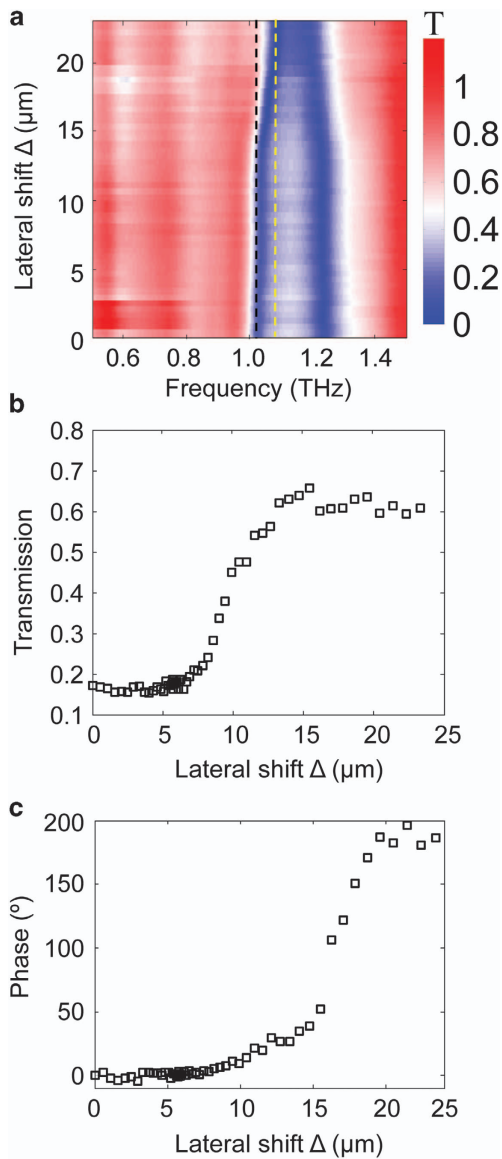 a
T
20
15
10
5
0
Lateral shift Δ (μm)
1
0.8
0.6
0.4
0.2
0
0.6 0.8 1.0 1.2 1.4
Frequency (THz)
b
0.8
0.7
0.6
0.5
0.4
0.3
0.2
0.1
Transmission
0 5 10 15 20 25
Lateral shift Δ (μm)
c
200
150
100
50
0
Phase (º)
0 5 10 15 20 25
Lateral shift Δ (μm)